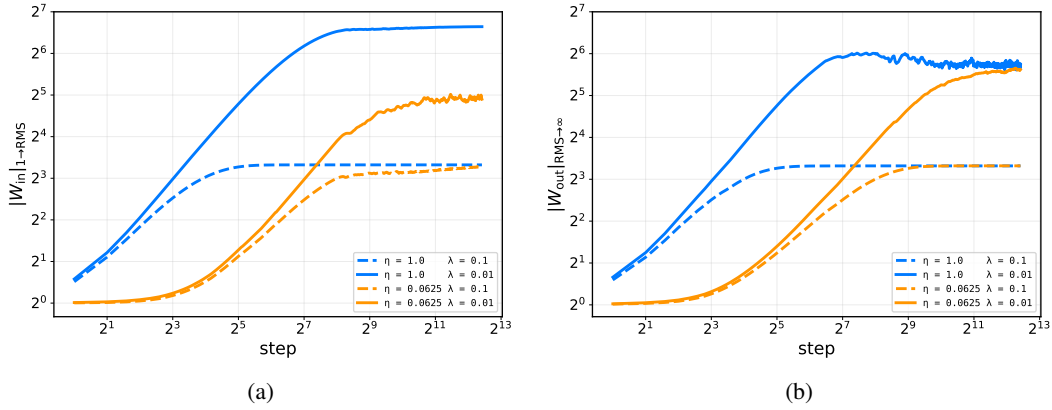 2^7
2^6
2^5
2^4
2^3
2^2
2^1
2^0
|W_in|_{1→RMS}
2^1 2^3 2^5 2^7 2^9 2^11 2^13
step
η = 1.0 λ = 0.1
η = 1.0 λ = 0.01
η = 0.0625 λ = 0.1
η = 0.0625 λ = 0.01
(a)
2^7
2^6
2^5
2^4
2^3
2^2
2^1
2^0
|W_out|_{RMS→∞}
2^1 2^3 2^5 2^7 2^9 2^11 2^13
step
η = 1.0 λ = 0.1
η = 1.0 λ = 0.01
η = 0.0625 λ = 0.1
η = 0.0625 λ = 0.01
(b)